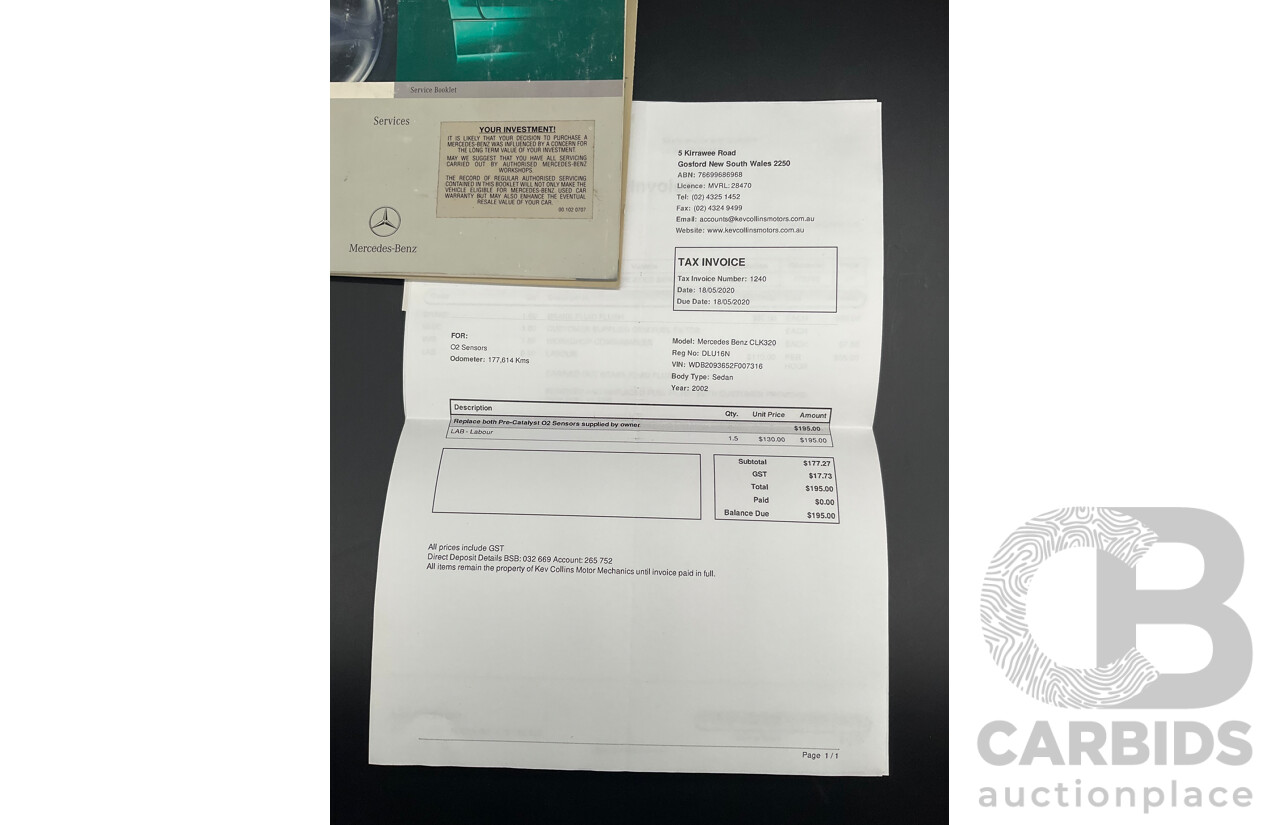 Service Booklet
Services
YOUR INVESTMENT!
IT IS LIKELY THAT YOUR DECISION TO PURCHASE A
MERCEDES-BENZ WAS INFLUENCED BY A CONCERN FOR
THE LONG TERM VALUE OF YOUR INVESTMENT.
MAY WE SUGGEST THAT YOU HAVE ALL SERVICING
CARRIED OUT BY AUTHORISED MERCEDES-BENZ
WORKSHOPS.
THE RECORD OF REGULAR AUTHORISED SERVICING
CONTAINED IN THIS BOOKLET WILL NOT ONLY MAKE THE
VEHICLE ELIGIBLE FOR MERCEDES-BENZ USED CAR
WARRANTY BUT MAY ALSO ENHANCE THE EVENTUAL
RESALE VALUE OF YOUR CAR.
Mercedes-Benz
5 Kirrawee Road
Gosford New South Wales 2250
ABN: 76699686968
Licence: MVRL: 28470
Tel: (02) 4325 1452
Fax: (02) 4324 9499
Email: accounts@kevcollinsmotors.com.au
Website: www.kevcollinsmotors.com.au
TAX INVOICE
Tax Invoice Number: 1240
Date: 18/05/2020
Due Date: 18/05/2020
FOR:
O2 Sensors
Odometer: 177,614 Kms
Model: Mercedes Benz CLK320
Reg No: DLU16N
VIN: WDB2093652F007316
Body Type: Sedan
Year: 2002
Description Qty. Unit Price Amount
Replace both Pre-Catalyst O2 Sensors supplied by owner $195.00
LAB - Labour 1.5 $130.00 $195.00
Subtotal $177.27
GST $17.73
Total $195.00
Paid $0.00
Balance Due $195.00
All prices include GST
Direct Deposit Details BSB: 032 669 Account: 265 752
All items remain the property of Kev Collins Motor Mechanics until invoice paid in full.
Page 1 / 1
CB
CARBIDS
auctionplace